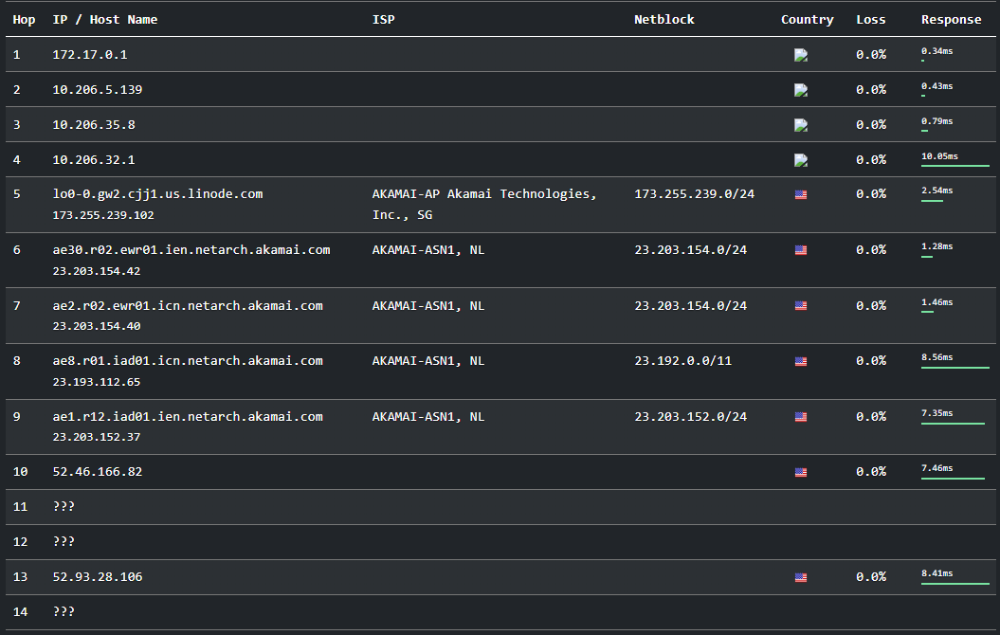 Hop IP / Host Name ISP Netblock Country Loss Response
1 172.17.0.1 0.0% 0.34ms
2 10.206.5.139 0.0% 0.43ms
3 10.206.35.8 0.0% 0.79ms
4 10.206.32.1 0.0% 10.05ms
5 lo0-0.gw2.cjj1.us.linode.com AKAMAI-AP Akamai Technologies, 173.255.239.0/24 0.0% 2.54ms
173.255.239.102 Inc., SG
6 ae30.r02.ewr01.ien.netarch.akamai.com AKAMAI-ASN1, NL 23.203.154.0/24 0.0% 1.28ms
23.203.154.42
7 ae2.r02.ewr01.icn.netarch.akamai.com AKAMAI-ASN1, NL 23.203.154.0/24 0.0% 1.46ms
23.203.154.40
8 ae8.r01.iad01.icn.netarch.akamai.com AKAMAI-ASN1, NL 23.192.0.0/11 0.0% 8.56ms
23.193.112.65
9 ae1.r12.iad01.ien.netarch.akamai.com AKAMAI-ASN1, NL 23.203.152.0/24 0.0% 7.35ms
23.203.152.37
10 52.46.166.82 0.0% 7.46ms
11 ???
12 ???
13 52.93.28.106 0.0% 8.41ms
14 ???